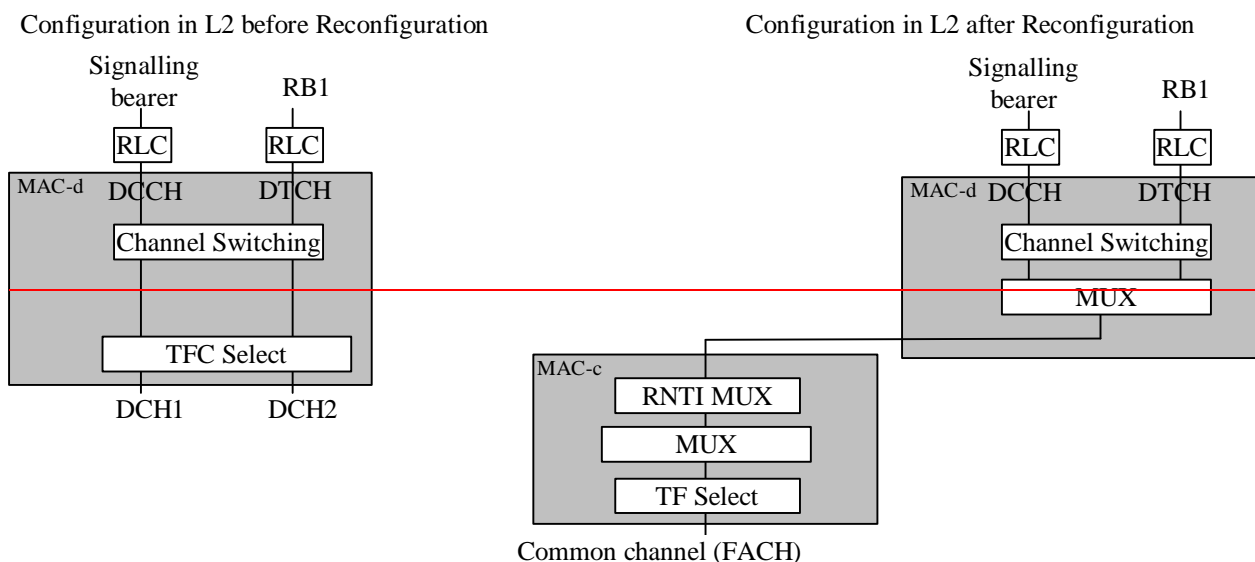 Configuration in L2 before Reconfiguration
Signalling
bearer
RB1
RLC
RLC
MAC-d
DCCH
DTCH
Channel Switching
TFC Select
DCH1
DCH2
Configuration in L2 after Reconfiguration
Signalling
bearer
RB1
RLC
RLC
MAC-d
DCCH
DTCH
Channel Switching
MUX
MAC-c
RNTI MUX
MUX
TF Select
Common channel (FACH)